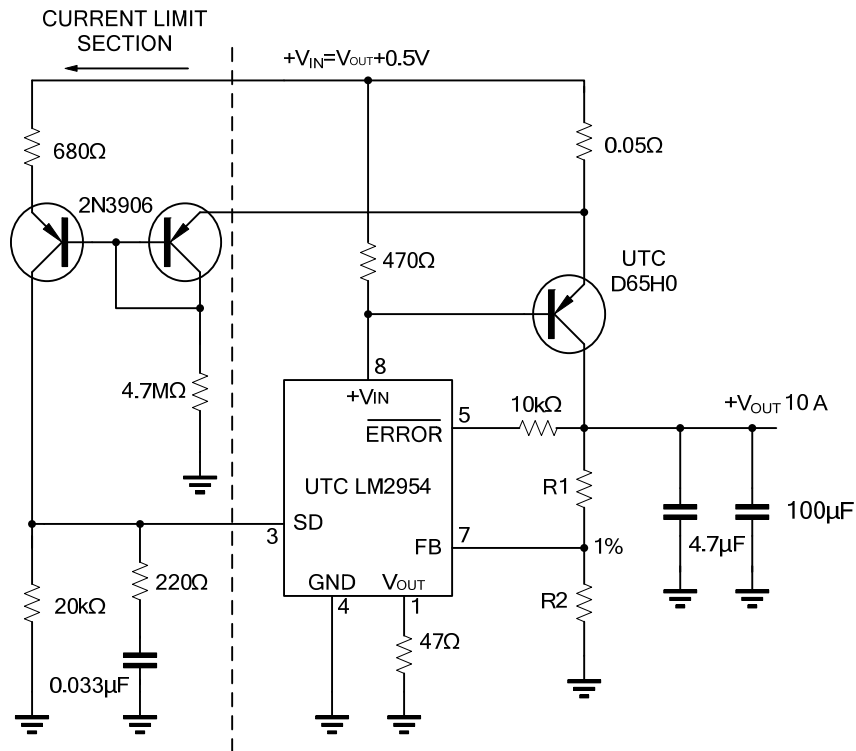 CURRENT LIMIT
SECTION
+VIN=VOUT+0.5V
680Ω
0.05Ω
2N3906
470Ω
UTC
D65H0
4.7MΩ
8
+VIN
5
ERROR
10kΩ
+VOUT 10 A
UTC LM2954
R1
100µF
3
SD
7
FB
1%
4.7µF
220Ω
20kΩ
GND
VOUT
4
1
R2
47Ω
0.033µF